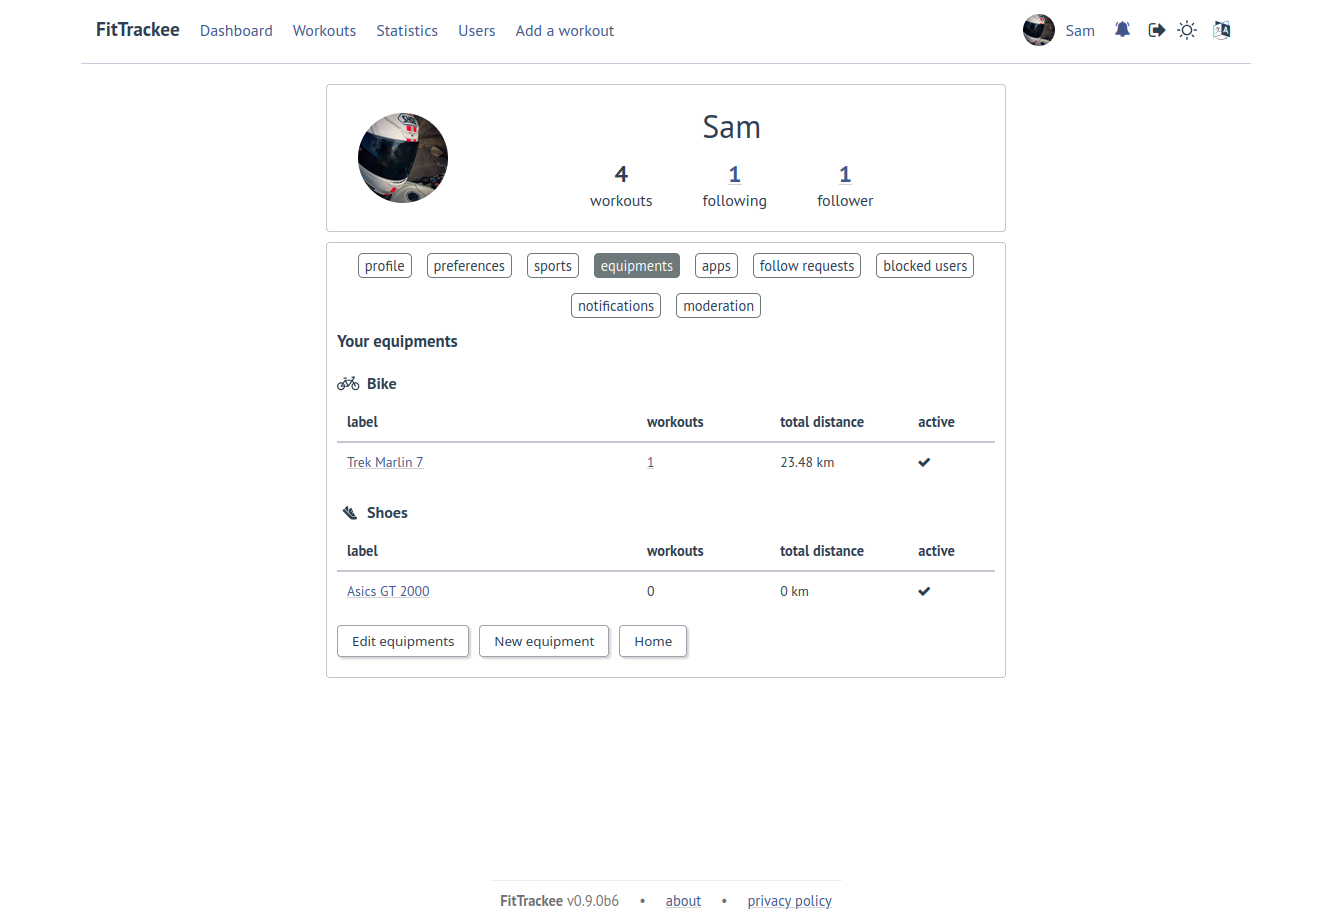 FitTrackee Dashboard Workouts Statistics Users Add a workout Sam
Sam
4 1 1
workouts following follower
profile preferences sports equipments apps follow requests blocked users
notifications moderation
Your equipments
Bike
label workouts total distance active
Trek Marlin 7 1 23.48 km
Shoes
label workouts total distance active
Asics GT 2000 0 0 km
Edit equipments New equipment Home
FitTrackee v0.9.0b6 • about • privacy policy